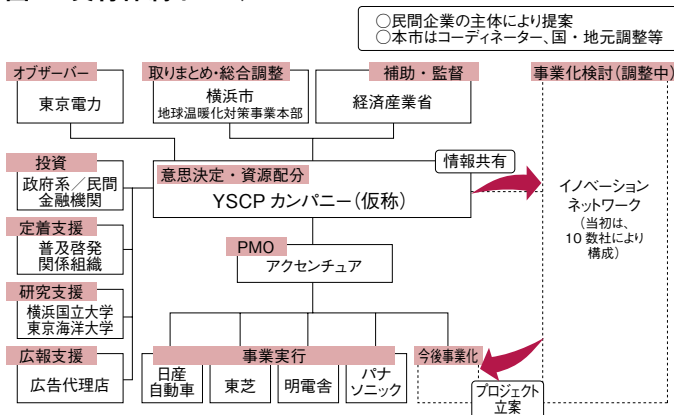 ○民間企業の主体により提案
○本市はコーディネーター、国・地元調整等
オブザーバー
東京電力
取りまとめ・総合調整
横浜市
地球温暖化対策事業本部
補助・監督
経済産業省
事業化検討（調整中）
投資
政府系／民間
金融機関
意思決定・資源配分
YSCP カンパニー（仮称）
情報共有
イノベーション
ネットワーク
（当初は、
10 数社により
構成）
定着支援
普及啓発
関係組織
PMO
アクセンチュア
研究支援
横浜国立大学
東京海洋大学
広報支援
広告代理店
事業実行
日産
自動車
東芝
明電舎
パナ
ソニック
今後事業化
プロジェクト
立案